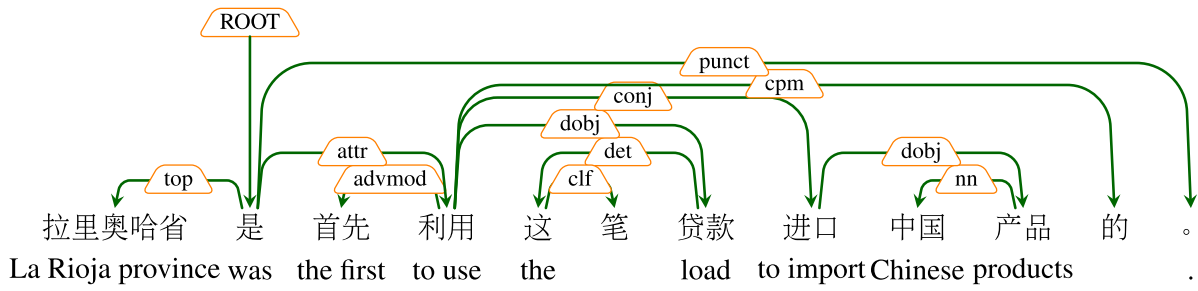 ROOT
punct
cpm
conj
dobj
attr det dobj
top advmod clf nn
拉里奥哈省 是 首先 利用 这 笔 贷款 进口 中国 产品 的 。
La Rioja province was the first to use the load to import Chinese products .